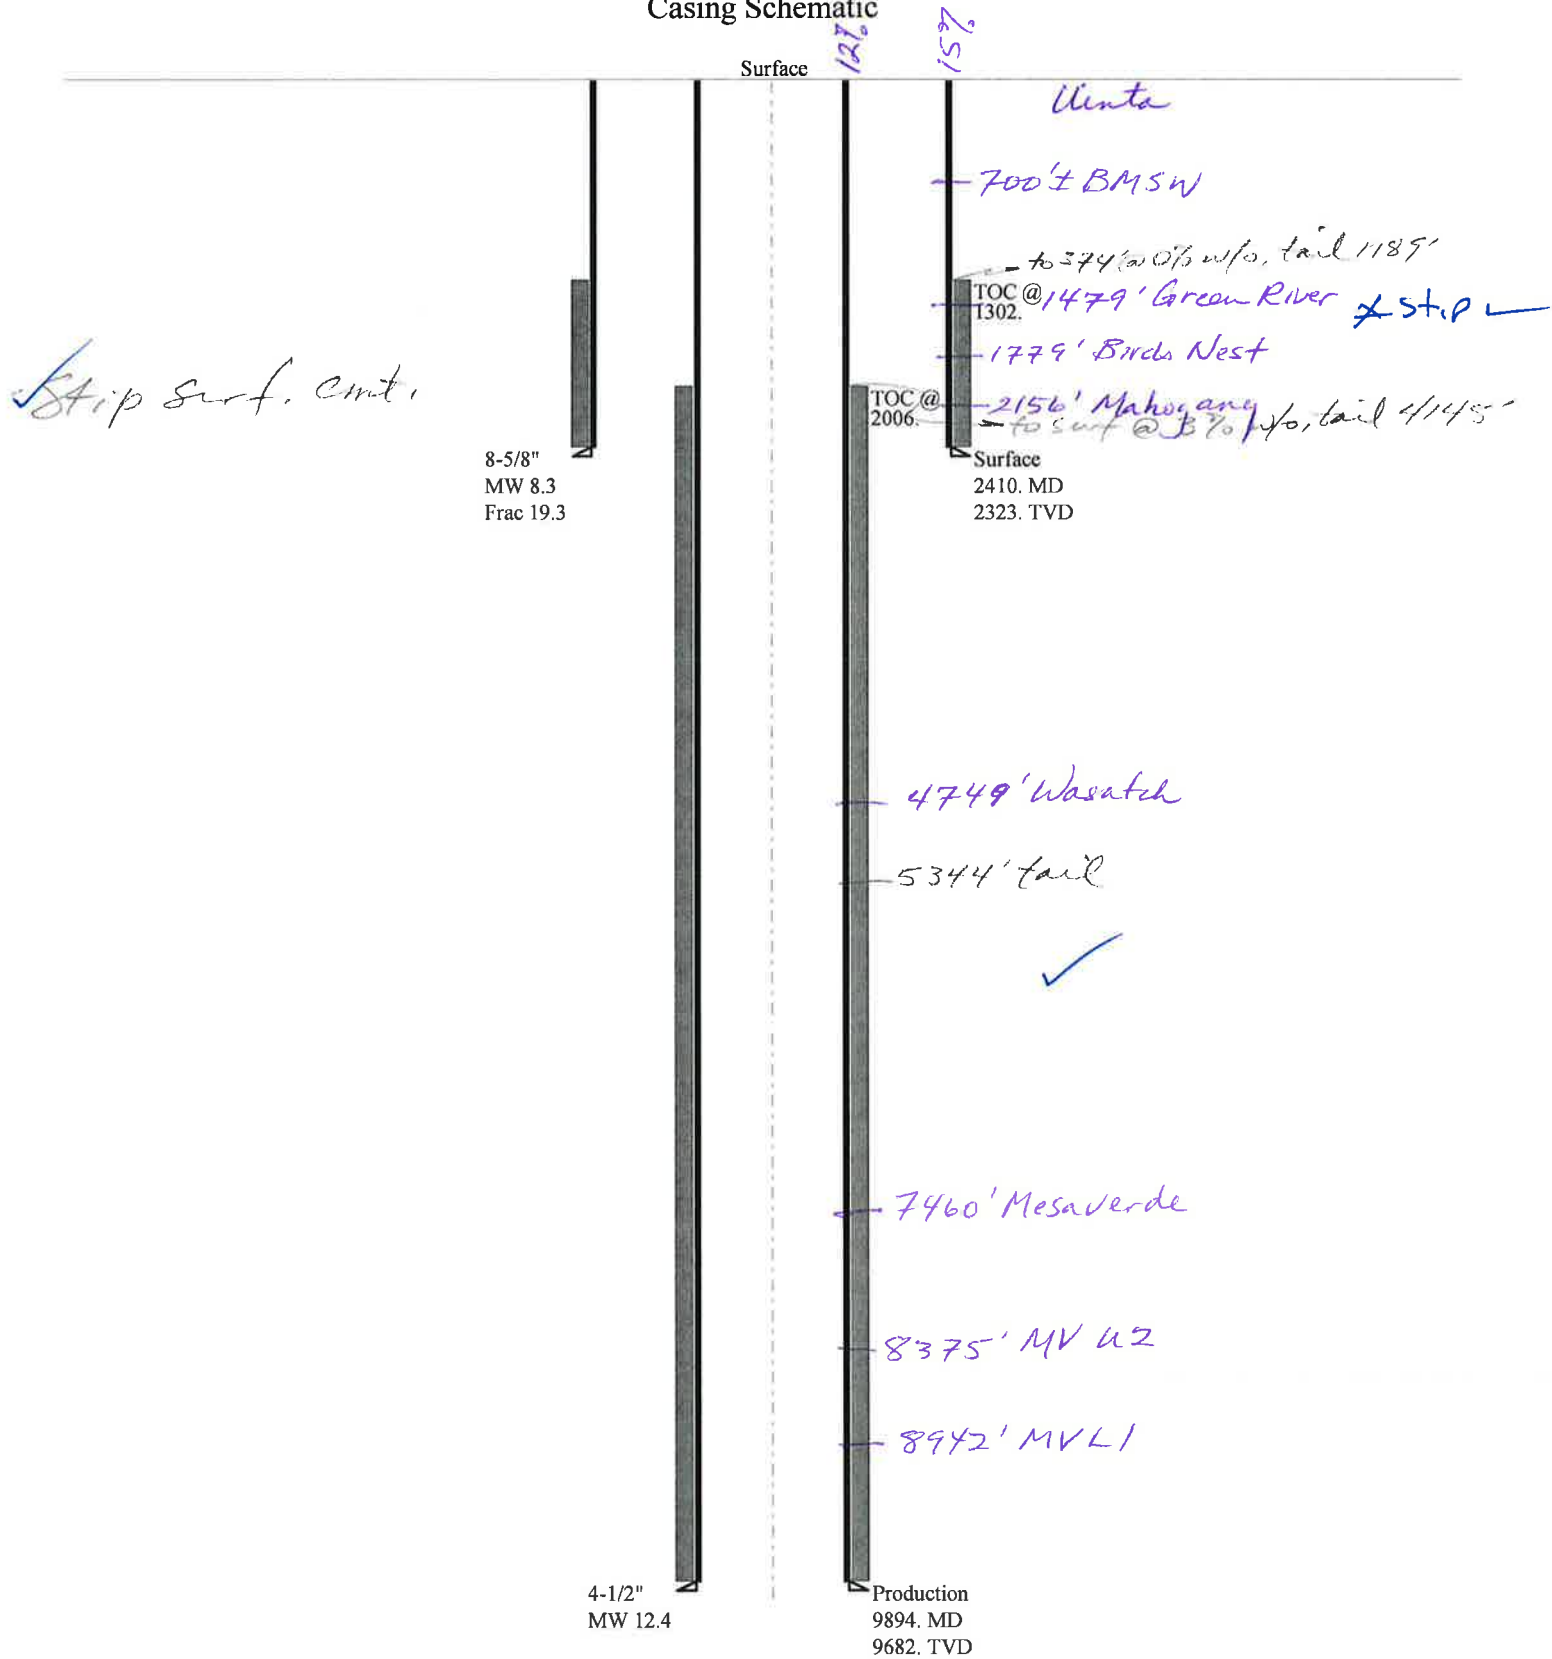 Casing Schematic
12%
15%
Surface
Uinta
700'± BMSW
to 374' @ 0% w/o, tail 1189'
TOC @
1302.
1479' Green River
* Stip
1779' Birds Nest
Stip surf. cmt.
TOC @
2006.
2156' Mahogany
to surf @ 3% w/o, tail 4145'
8-5/8"
MW 8.3
Frac 19.3
Surface
2410. MD
2323. TVD
4749' Wasatch
5344' tail
7460' Mesaverde
8375' MV U2
8942' MVL1
4-1/2"
MW 12.4
Production
9894. MD
9682. TVD